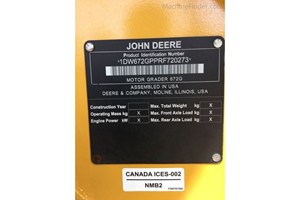 JOHN DEERE
Product Identification Number
*1DW672GPPRF720273*
MOTOR GRADER 672G
ASSEMBLED IN USA
DEERE & COMPANY, MOLINE, ILLINOIS, USA
Construction Year X Max. Total Weight kg X
Operating Mass kg X Max. Front Axle Load kg X
Engine Power kW X Max. Rear Axle Load kg X
CANADA ICES-002
NMB2